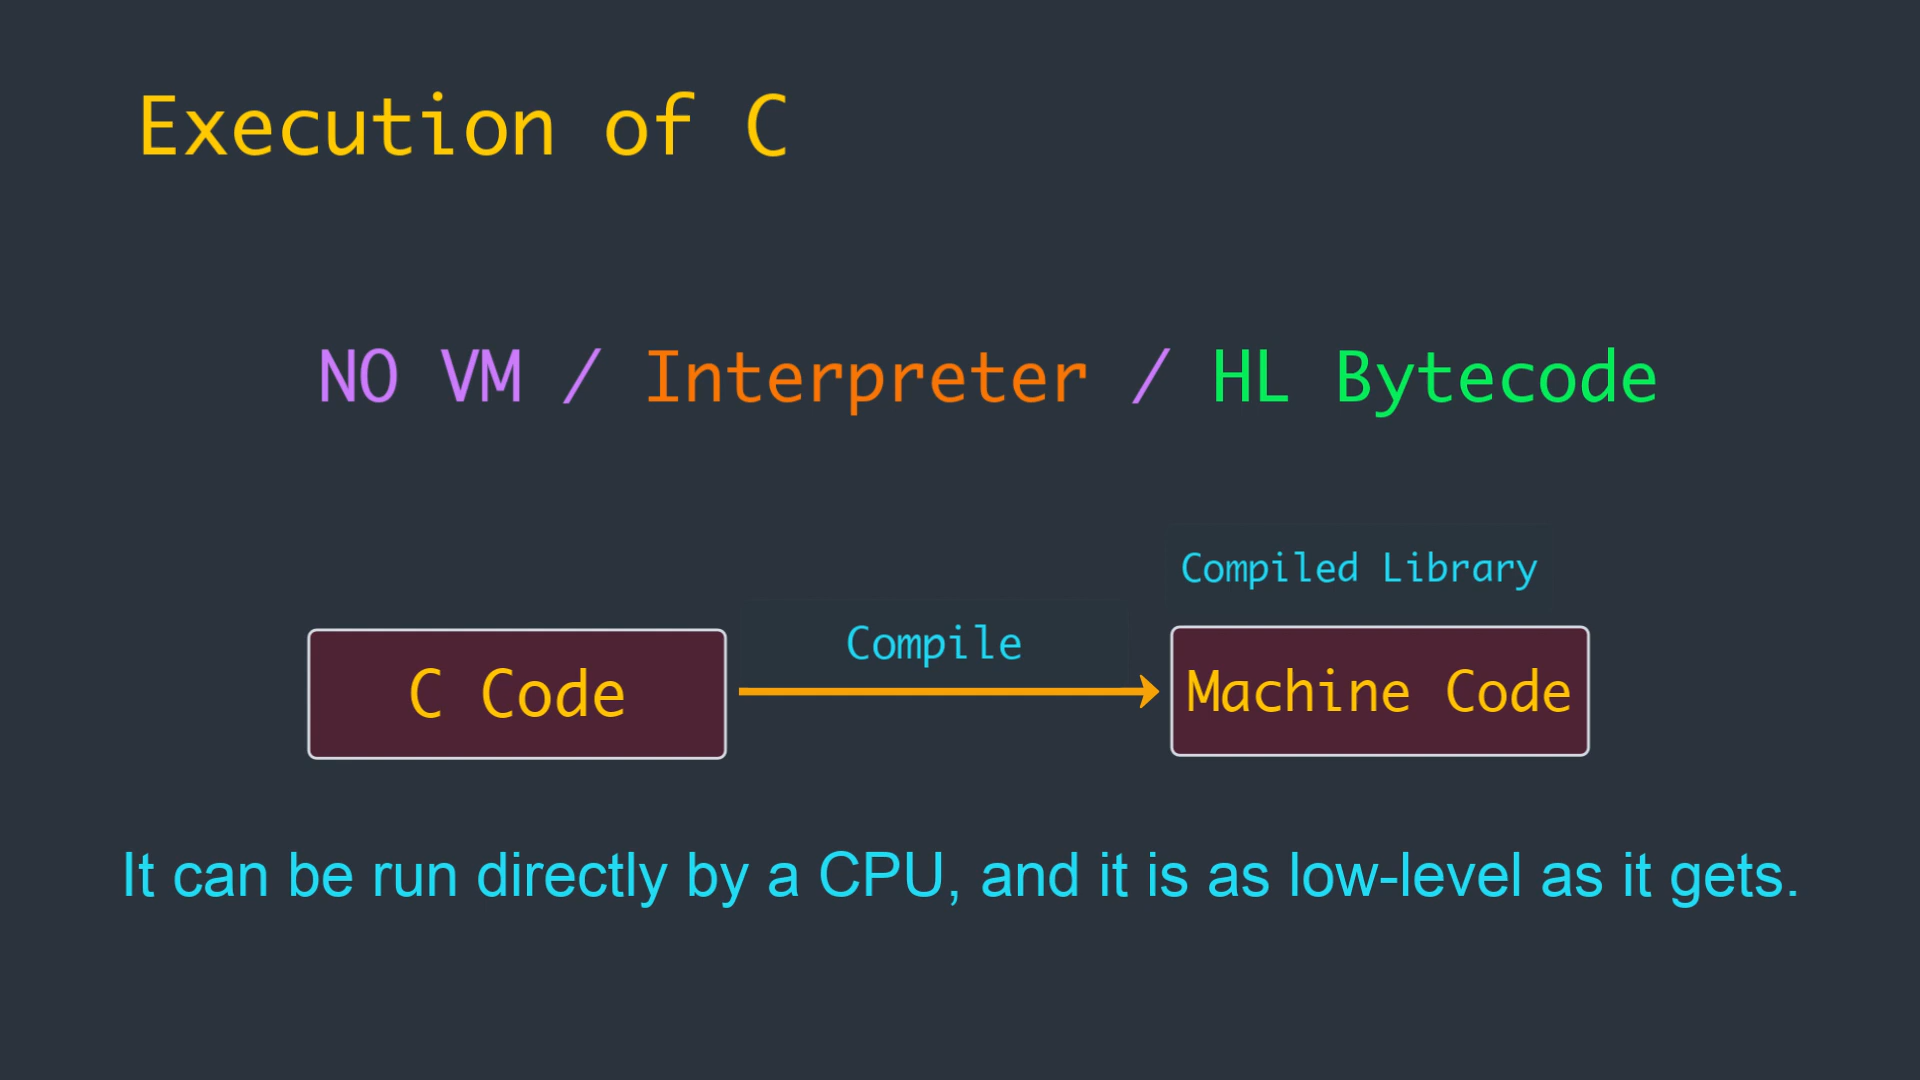 Execution of C
NO VM / Interpreter / HL Bytecode
Compiled Library
Compile
C Code
Machine Code
It can be run directly by a CPU, and it is as low-level as it gets.